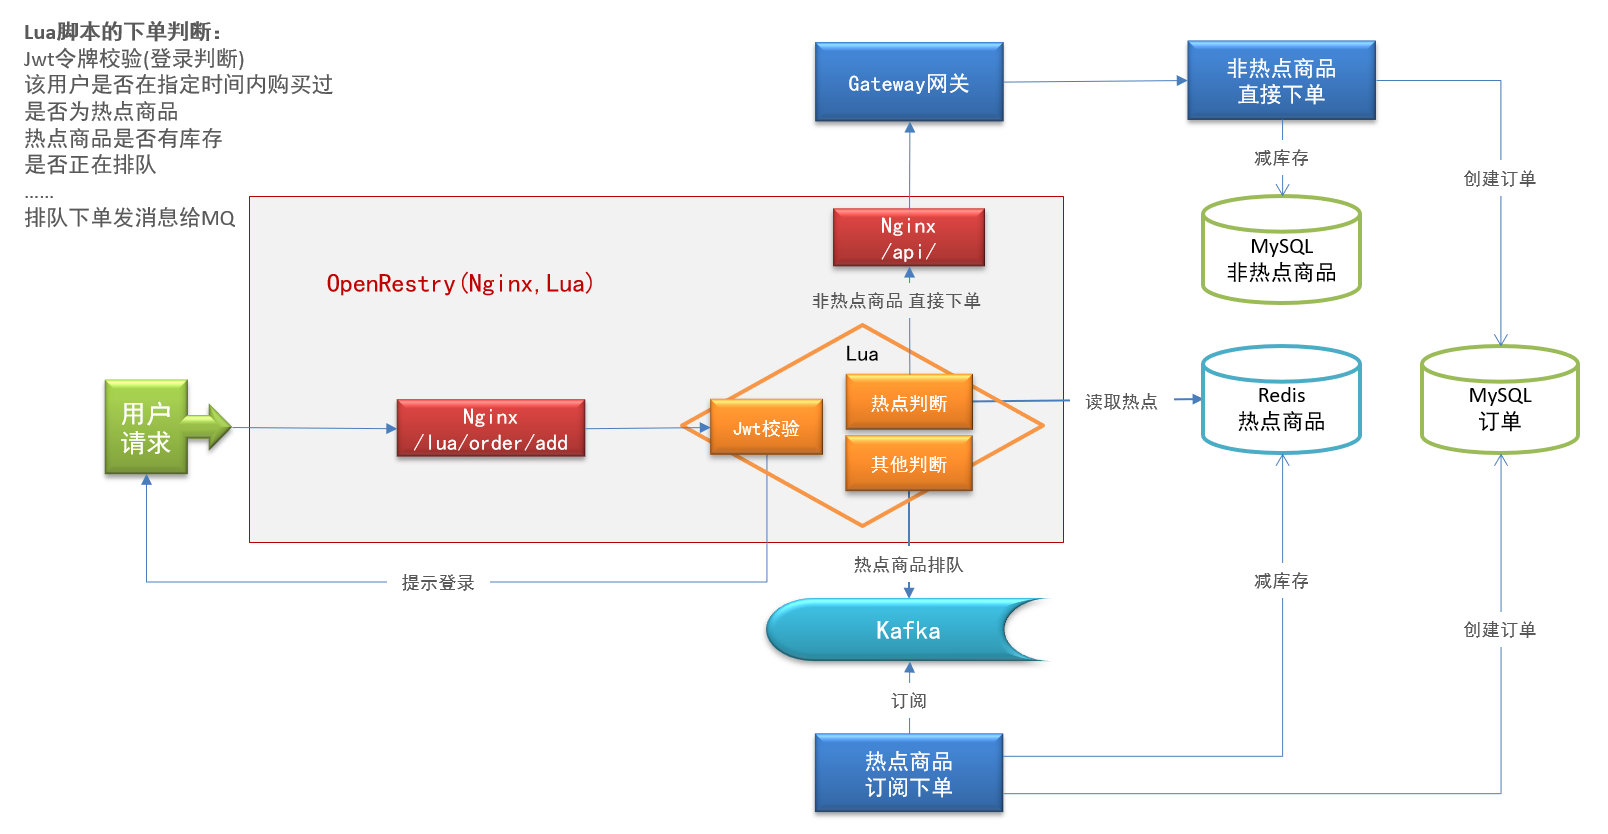 Lua脚本的下单判断：
Jwt令牌校验(登录判断)
该用户是否在指定时间内购买过
是否为热点商品
热点商品是否有库存
是否正在排队
......
排队下单发消息给MQ
Gateway网关
非热点商品
直接下单
减库存
创建订单
MySQL
非热点商品
Nginx
/api/
OpenRestry(Nginx,Lua)
非热点商品 直接下单
Lua
用户
请求
Nginx
/lua/order/add
Jwt校验
热点判断
其他判断
读取热点
Redis
热点商品
MySQL
订单
提示登录
热点商品排队
减库存
创建订单
Kafka
订阅
热点商品
订阅下单